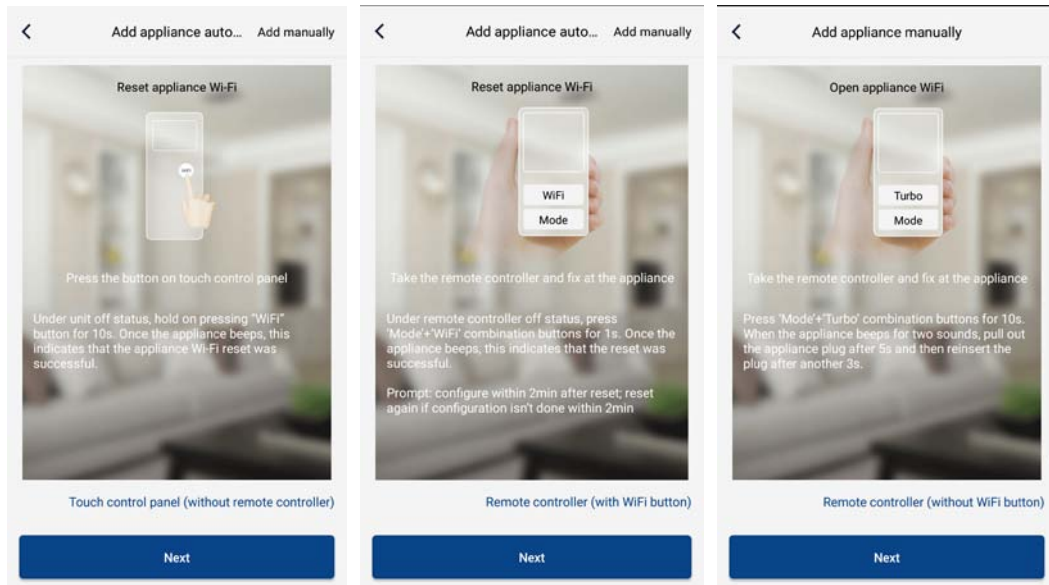 Add appliance auto... Add manually
Reset appliance Wi-Fi
WiFi
Press the button on touch control panel
Under unit off status, hold on pressing "WiFi"
button for 10s. Once the appliance beeps, this
indicates that the appliance Wi-Fi reset was
successful.
Touch control panel (without remote controller)
Next
Add appliance auto... Add manually
Reset appliance Wi-Fi
WiFi
Mode
Take the remote controller and fix at the appliance
Under remote controller off status, press
'Mode'+'WiFi' combination buttons for 1s. Once the
appliance beeps, this indicates that the reset was
successful.
Prompt: configure within 2min after reset; reset
again if configuration isn't done within 2min
Remote controller (with WiFi button)
Next
Add appliance manually
Open appliance WiFi
Turbo
Mode
Take the remote controller and fix at the appliance
Press 'Mode'+'Turbo' combination buttons for 10s.
When the appliance beeps for two sounds, pull out
the appliance plug after 5s and then reinsert the
plug after another 3s.
Remote controller (without WiFi button)
Next